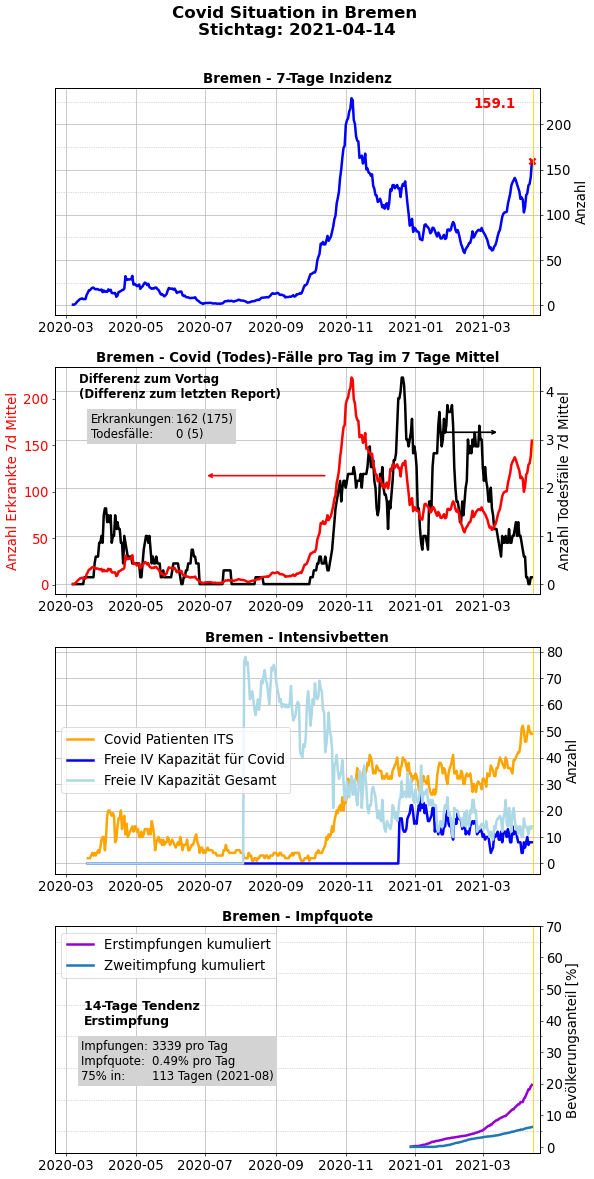 Covid Situation in Bremen
Stichtag: 2021-04-14
Bremen - 7-Tage Inzidenz
159.1
200
150
100
50
0
Anzahl
2020-03 2020-05 2020-07 2020-09 2020-11 2021-01 2021-03
Bremen - Covid (Todes)-Fälle pro Tag im 7 Tage Mittel
Differenz zum Vortag
(Differenz zum letzten Report)
Erkrankungen: 162 (175)
Todesfälle: 0 (5)
Anzahl Erkrankte 7d Mittel
200
150
100
50
0
4
3
2
1
0
Anzahl Todesfälle 7d Mittel
2020-03 2020-05 2020-07 2020-09 2020-11 2021-01 2021-03
Bremen - Intensivbetten
Covid Patienten ITS
Freie IV Kapazität für Covid
Freie IV Kapazität Gesamt
80
70
60
50
40
30
20
10
0
Anzahl
2020-03 2020-05 2020-07 2020-09 2020-11 2021-01 2021-03
Bremen - Impfquote
Erstimpfungen kumuliert
Zweitimpfung kumuliert
14-Tage Tendenz
Erstimpfung
Impfungen: 3339 pro Tag
Impfquote: 0.49% pro Tag
75% in: 113 Tagen (2021-08)
70
60
50
40
30
20
10
0
Bevölkerungsanteil [%]
2020-03 2020-05 2020-07 2020-09 2020-11 2021-01 2021-03